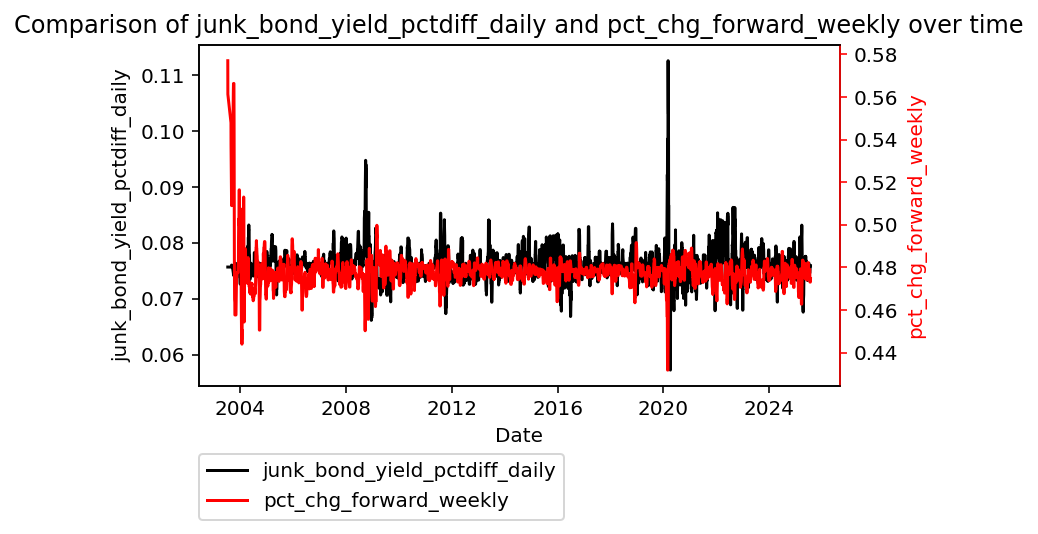 Comparison of junk_bond_yield_pctdiff_daily and pct_chg_forward_weekly over time
junk_bond_yield_pctdiff_daily
0.11
0.10
0.09
0.08
0.07
0.06
0.58
0.56
0.54
0.52
0.50
0.48
0.46
0.44
pct_chg_forward_weekly
2004 2008 2012 2016 2020 2024
Date
junk_bond_yield_pctdiff_daily
pct_chg_forward_weekly